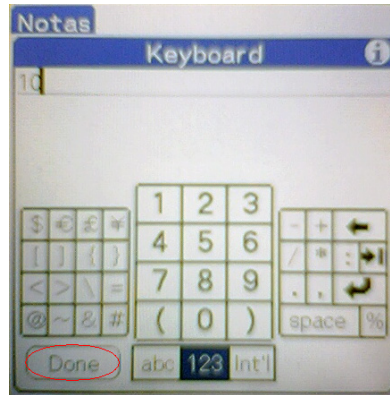 Notas
Keyboard i
10
1 2 3
$ € £ ¥ 4 5 6 - + ←
[ ] { } 7 8 9 / * : →|
< > \ = ( 0 ) . , ↵
@ ~ & # space %
Done abc 123 Int'l